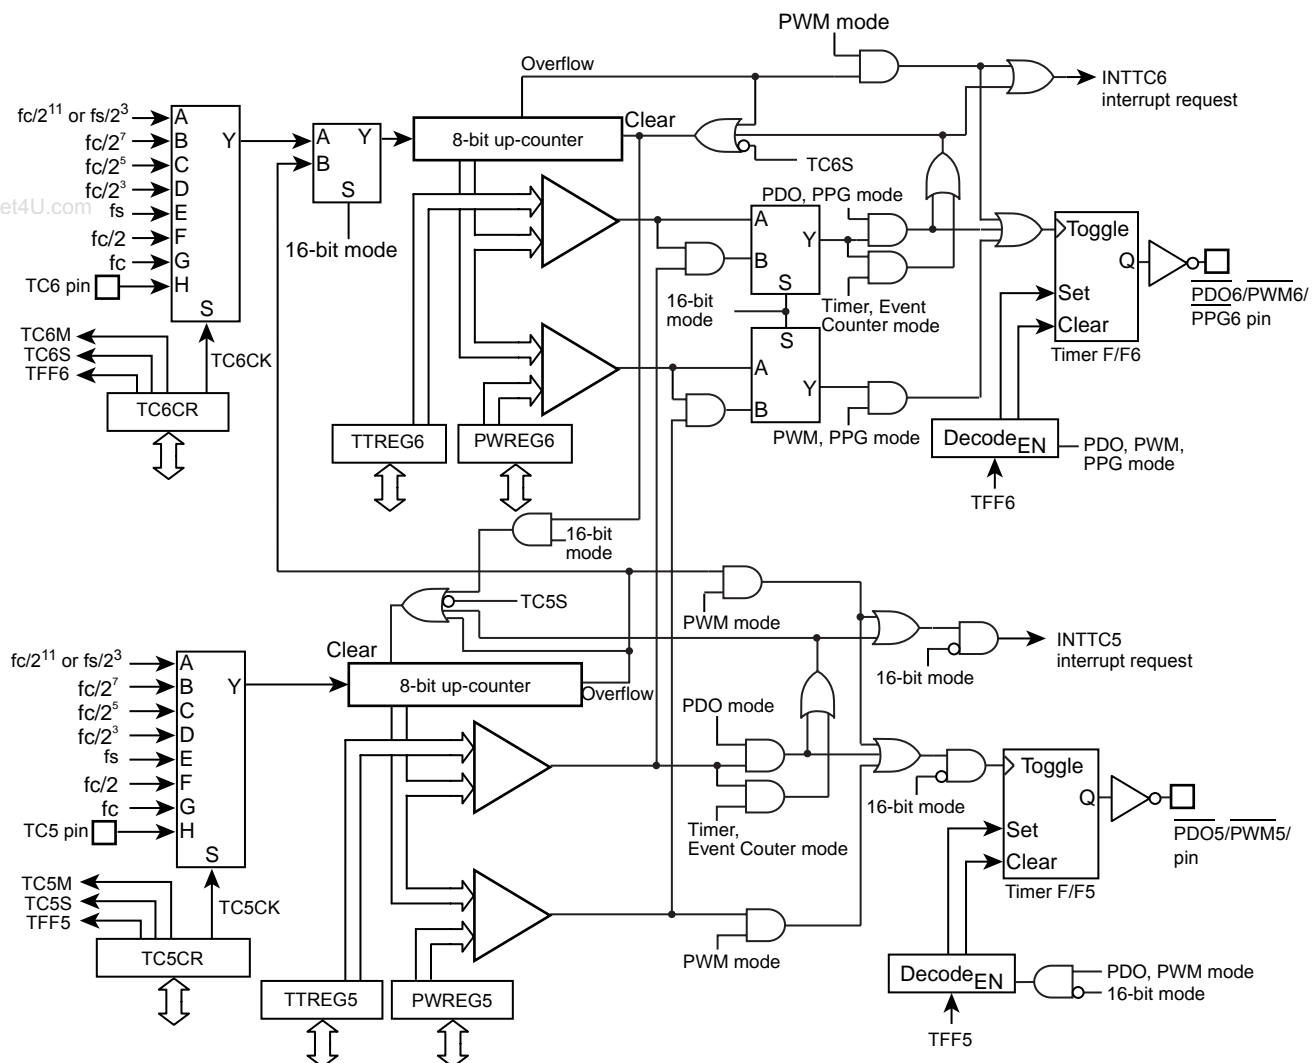 PWM mode
Overflow
INTTC6
interrupt request
fc/2¹¹ or fs/2³
fc/2⁷
fc/2⁵
fc/2³
fs
fc/2
fc
TC6 pin
A
B
C
D
E
F
G
H
Y
S
A
B
Y
S
16-bit mode
8-bit up-counter
Clear
TC6S
et4U.com
PDO, PPG mode
A
B
Y
S
16-bit
mode
Timer, Event
Counter mode
Toggle
Q
Set
Clear
Timer F/F6
PDO6/PWM6/
PPG6 pin
TC6M
TC6S
TFF6
TC6CK
TC6CR
S
A
Y
B
PWM, PPG mode
TTREG6
PWREG6
Decode EN
PDO, PWM,
PPG mode
TFF6
16-bit
mode
TC5S
PWM mode
INTTC5
interrupt request
16-bit mode
Clear
8-bit up-counter
Overflow
fc/2¹¹ or fs/2³
fc/2⁷
fc/2⁵
fc/2³
fs
fc/2
fc
TC5 pin
A
B
C
D
E
F
G
H
Y
S
PDO mode
Timer,
Event Couter mode
16-bit mode
Toggle
Q
Set
Clear
Timer F/F5
PDO5/PWM5/
pin
TC5M
TC5S
TFF5
TC5CK
TC5CR
PWM mode
TTREG5
PWREG5
Decode EN
PDO, PWM mode
16-bit mode
TFF5